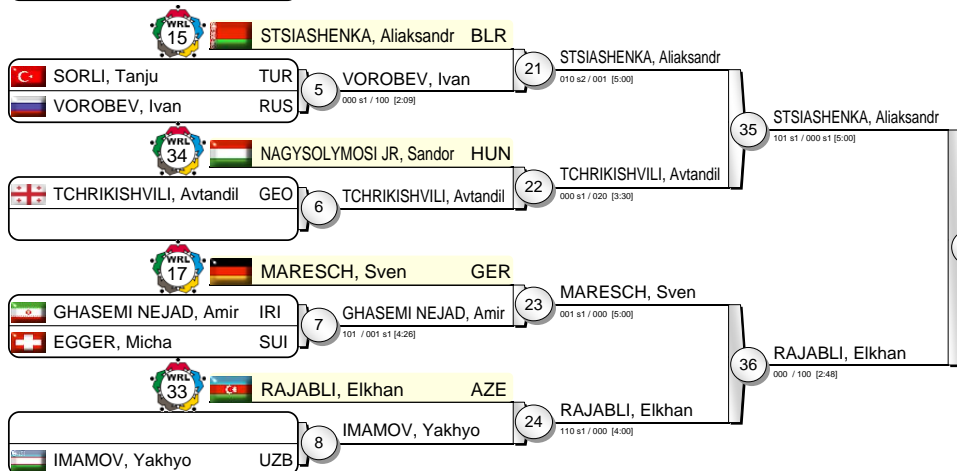 WRL
15
STSIASHENKA, Aliaksandr BLR
SORLI, Tanju TUR
VOROBEV, Ivan RUS
5
VOROBEV, Ivan
000 s1 / 100 [2:09]
21
STSIASHENKA, Aliaksandr
010 s2 / 001 [5:00]
WRL
34
NAGYSOLYMOSI JR, Sandor HUN
TCHRIKISHVILI, Avtandil GEO
6
TCHRIKISHVILI, Avtandil
22
TCHRIKISHVILI, Avtandil
000 s1 / 020 [3:30]
35
STSIASHENKA, Aliaksandr
101 s1 / 000 s1 [5:00]
WRL
17
MARESCH, Sven GER
GHASEMI NEJAD, Amir IRI
EGGER, Micha SUI
7
GHASEMI NEJAD, Amir
101 / 001 s1 [4:26]
23
MARESCH, Sven
001 s1 / 000 [5:00]
WRL
33
RAJABLI, Elkhan AZE
IMAMOV, Yakhyo UZB
8
IMAMOV, Yakhyo
24
RAJABLI, Elkhan
110 s1 / 000 [4:00]
36
RAJABLI, Elkhan
000 / 100 [2:48]